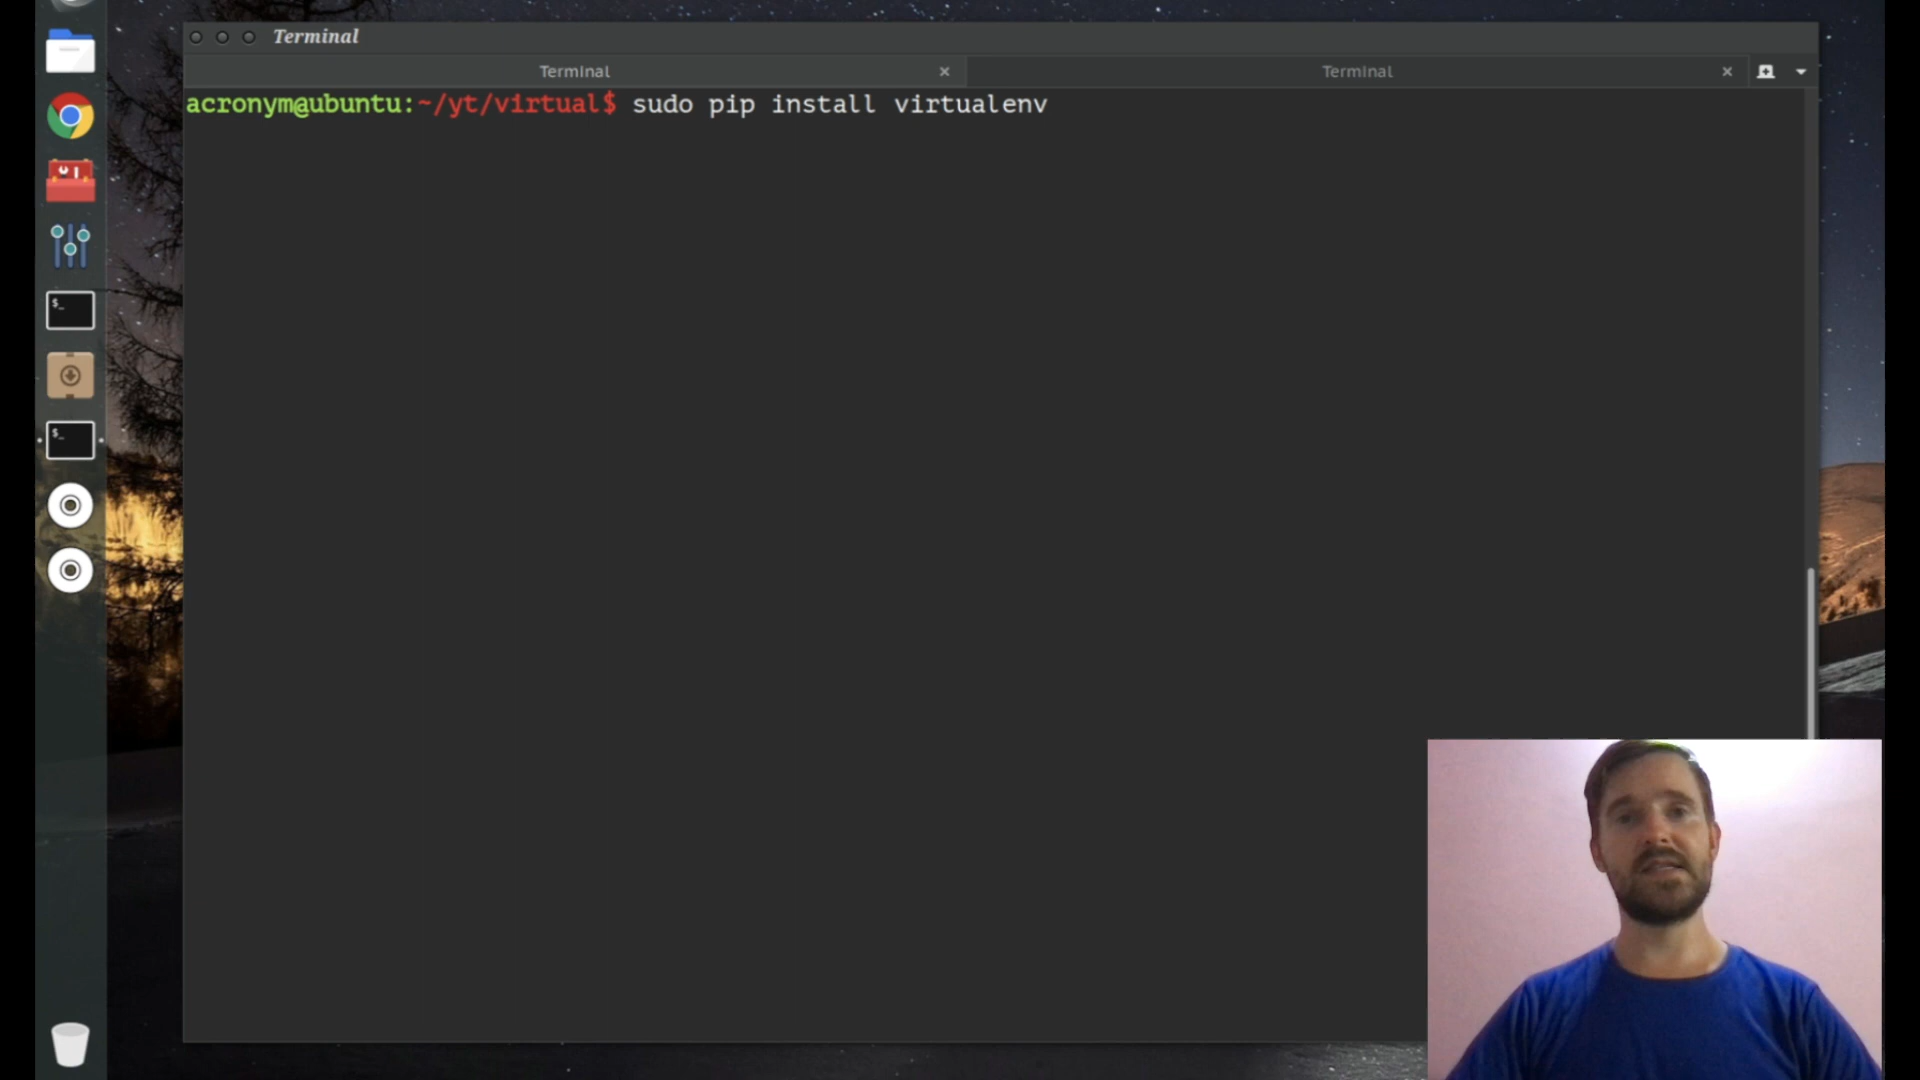 Terminal
Terminal
Terminal
acronym@ubuntu:~/yt/virtual$ sudo pip install virtualenv
$_
$_